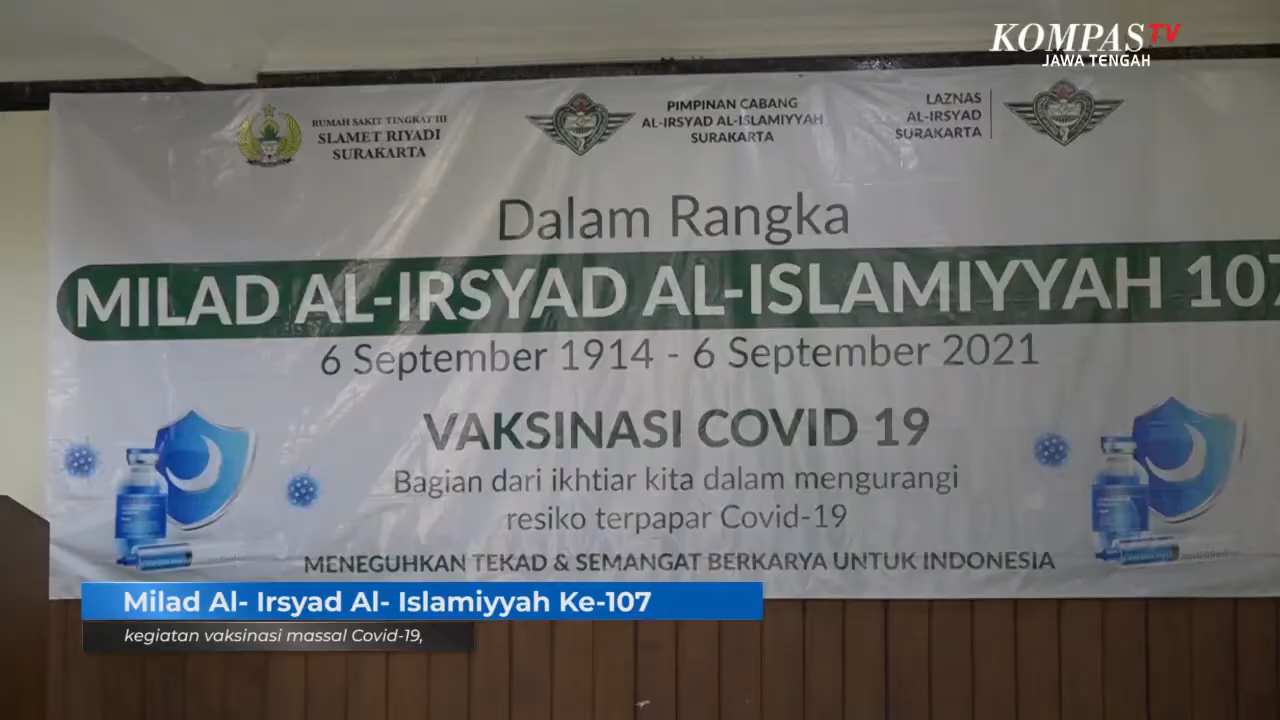 KOMPAS TV
JAWA TENGAH
RUMAH SAKIT TINGKAT III
SLAMET RIYADI
SURAKARTA
PIMPINAN CABANG
AL-IRSYAD AL-ISLAMIYYAH
SURAKARTA
LAZNAS
AL-IRSYAD
SURAKARTA
Dalam Rangka
MILAD AL-IRSYAD AL-ISLAMIYYAH 107
6 September 1914 - 6 September 2021
VAKSINASI COVID 19
Bagian dari ikhtiar kita dalam mengurangi
resiko terpapar Covid-19
MENEGUHKAN TEKAD & SEMANGAT BERKARYA UNTUK INDONESIA
Milad Al- Irsyad Al- Islamiyyah Ke-107
kegiatan vaksinasi massal Covid-19,